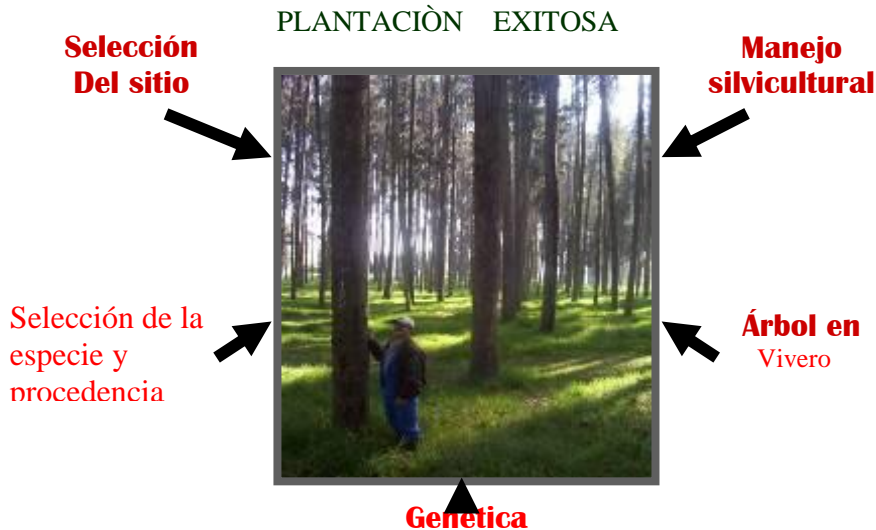 PLANTACIÒN EXITOSA
Selección
Del sitio
Manejo
silvicultural
Selección de la
especie y
procedencia
Árbol en
Vivero
Genetica